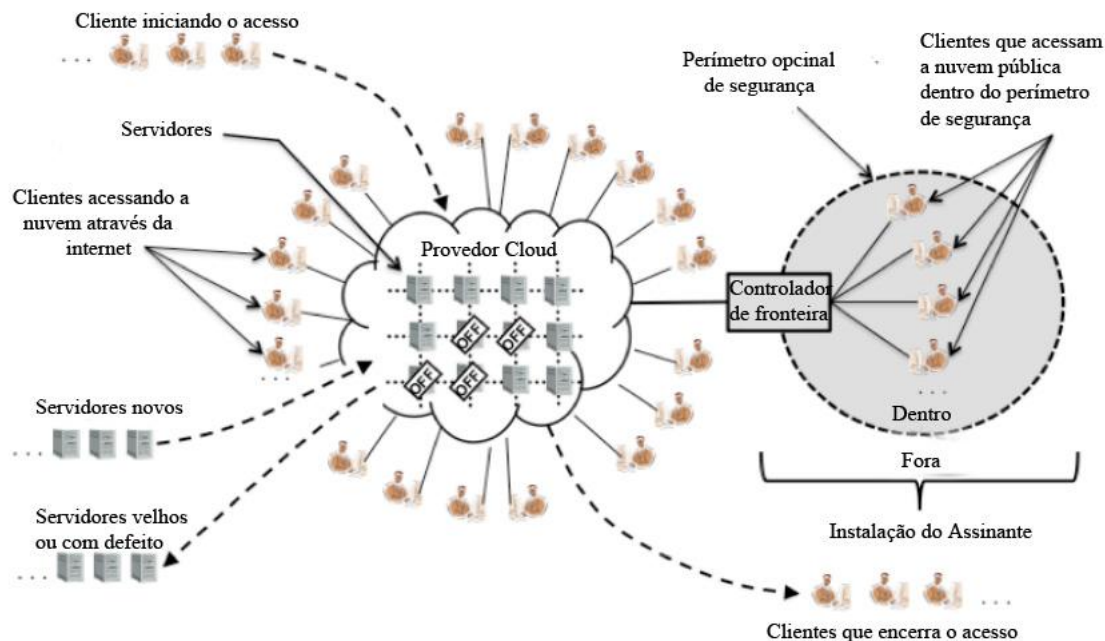 Cliente iniciando o acesso
Servidores
Clientes acessando a
nuvem através da
internet
Servidores novos
Servidores velhos
ou com defeito
Provedor Cloud
OFF
OFF
OFF
OFF
Perímetro opcinal
de segurança
Clientes que acessam
a nuvem pública
dentro do perímetro
de segurança
Controlador
de fronteira
Dentro
Fora
Instalação do Assinante
Clientes que encerra o acesso